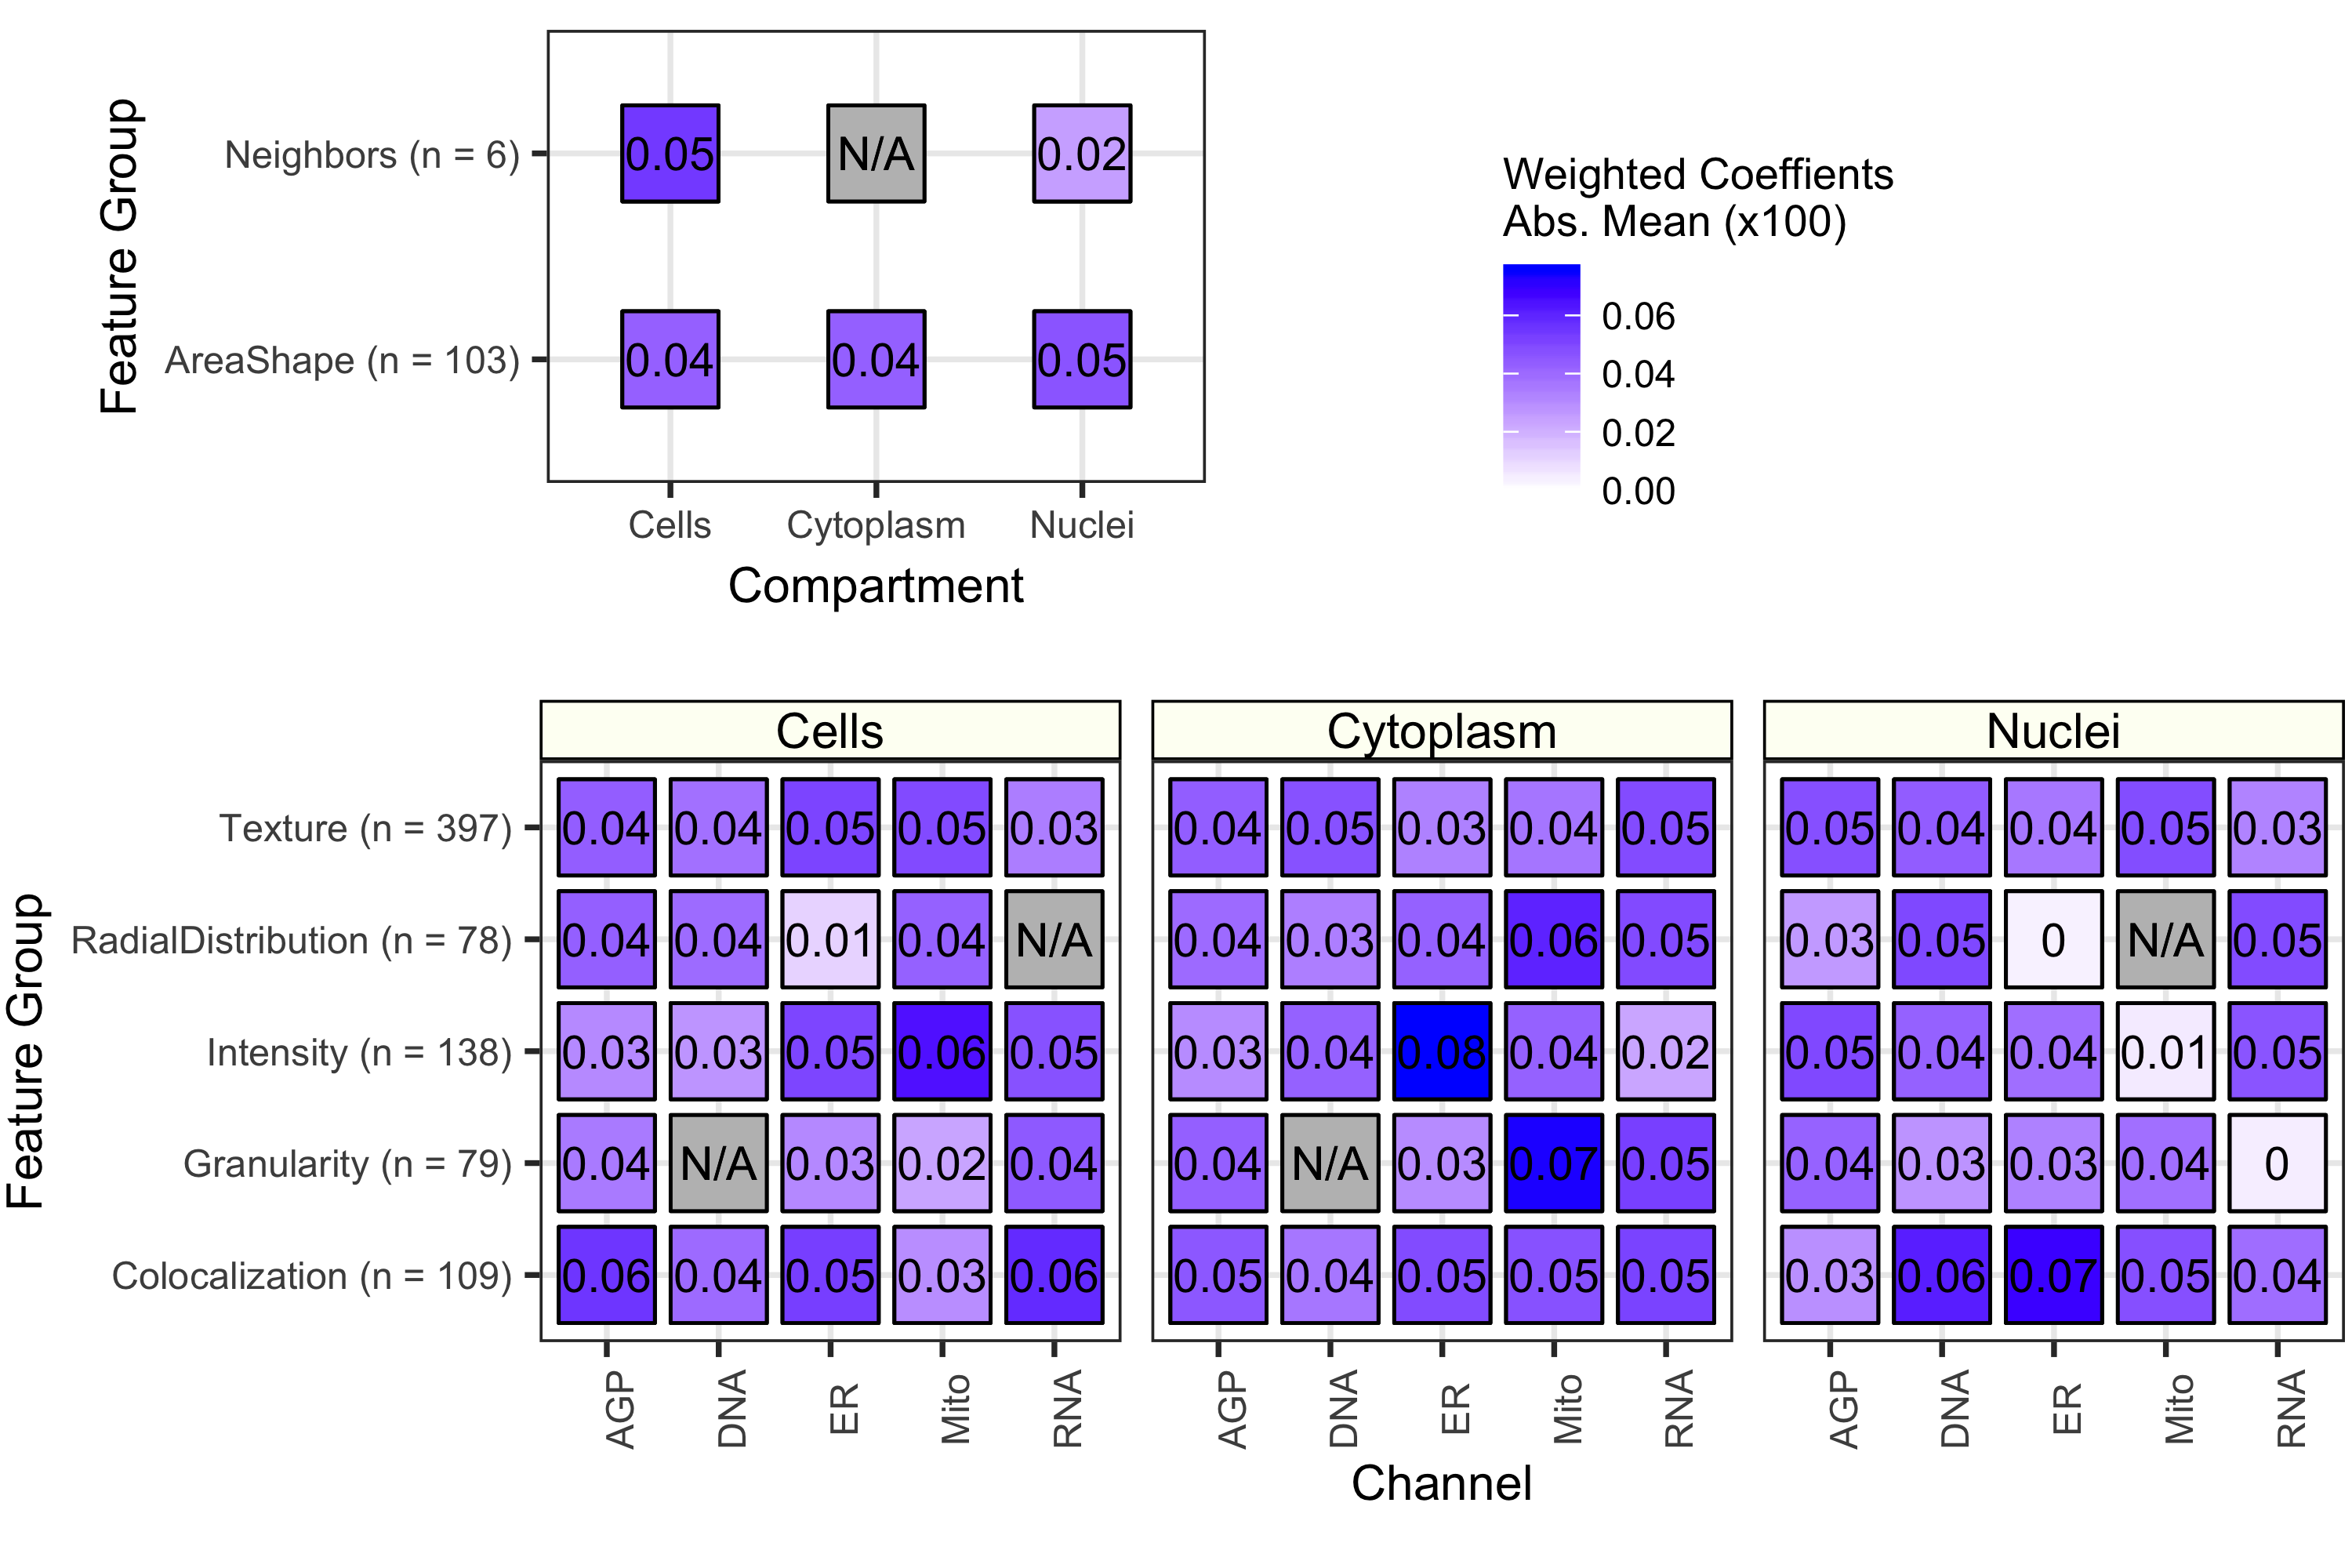 Feature Group
Neighbors (n = 6)
0.05 N/A 0.02
AreaShape (n = 103)
0.04 0.04 0.05
Cells Cytoplasm Nuclei
Compartment
Weighted Coeffients
Abs. Mean (x100)
0.06
0.04
0.02
0.00
Cells Cytoplasm Nuclei
Feature Group
Texture (n = 397) 0.04 0.04 0.05 0.05 0.03 0.04 0.05 0.03 0.04 0.05 0.05 0.04 0.04 0.05 0.03
RadialDistribution (n = 78) 0.04 0.04 0.01 0.04 N/A 0.04 0.03 0.04 0.06 0.05 0.03 0.05 0 N/A 0.05
Intensity (n = 138) 0.03 0.03 0.05 0.06 0.05 0.03 0.04 0.08 0.04 0.02 0.05 0.04 0.04 0.01 0.05
Granularity (n = 79) 0.04 N/A 0.03 0.02 0.04 0.04 N/A 0.03 0.07 0.05 0.04 0.03 0.03 0.04 0
Colocalization (n = 109) 0.06 0.04 0.05 0.03 0.06 0.05 0.04 0.05 0.05 0.05 0.03 0.06 0.07 0.05 0.04
AGP DNA ER Mito RNA AGP DNA ER Mito RNA AGP DNA ER Mito RNA
Channel